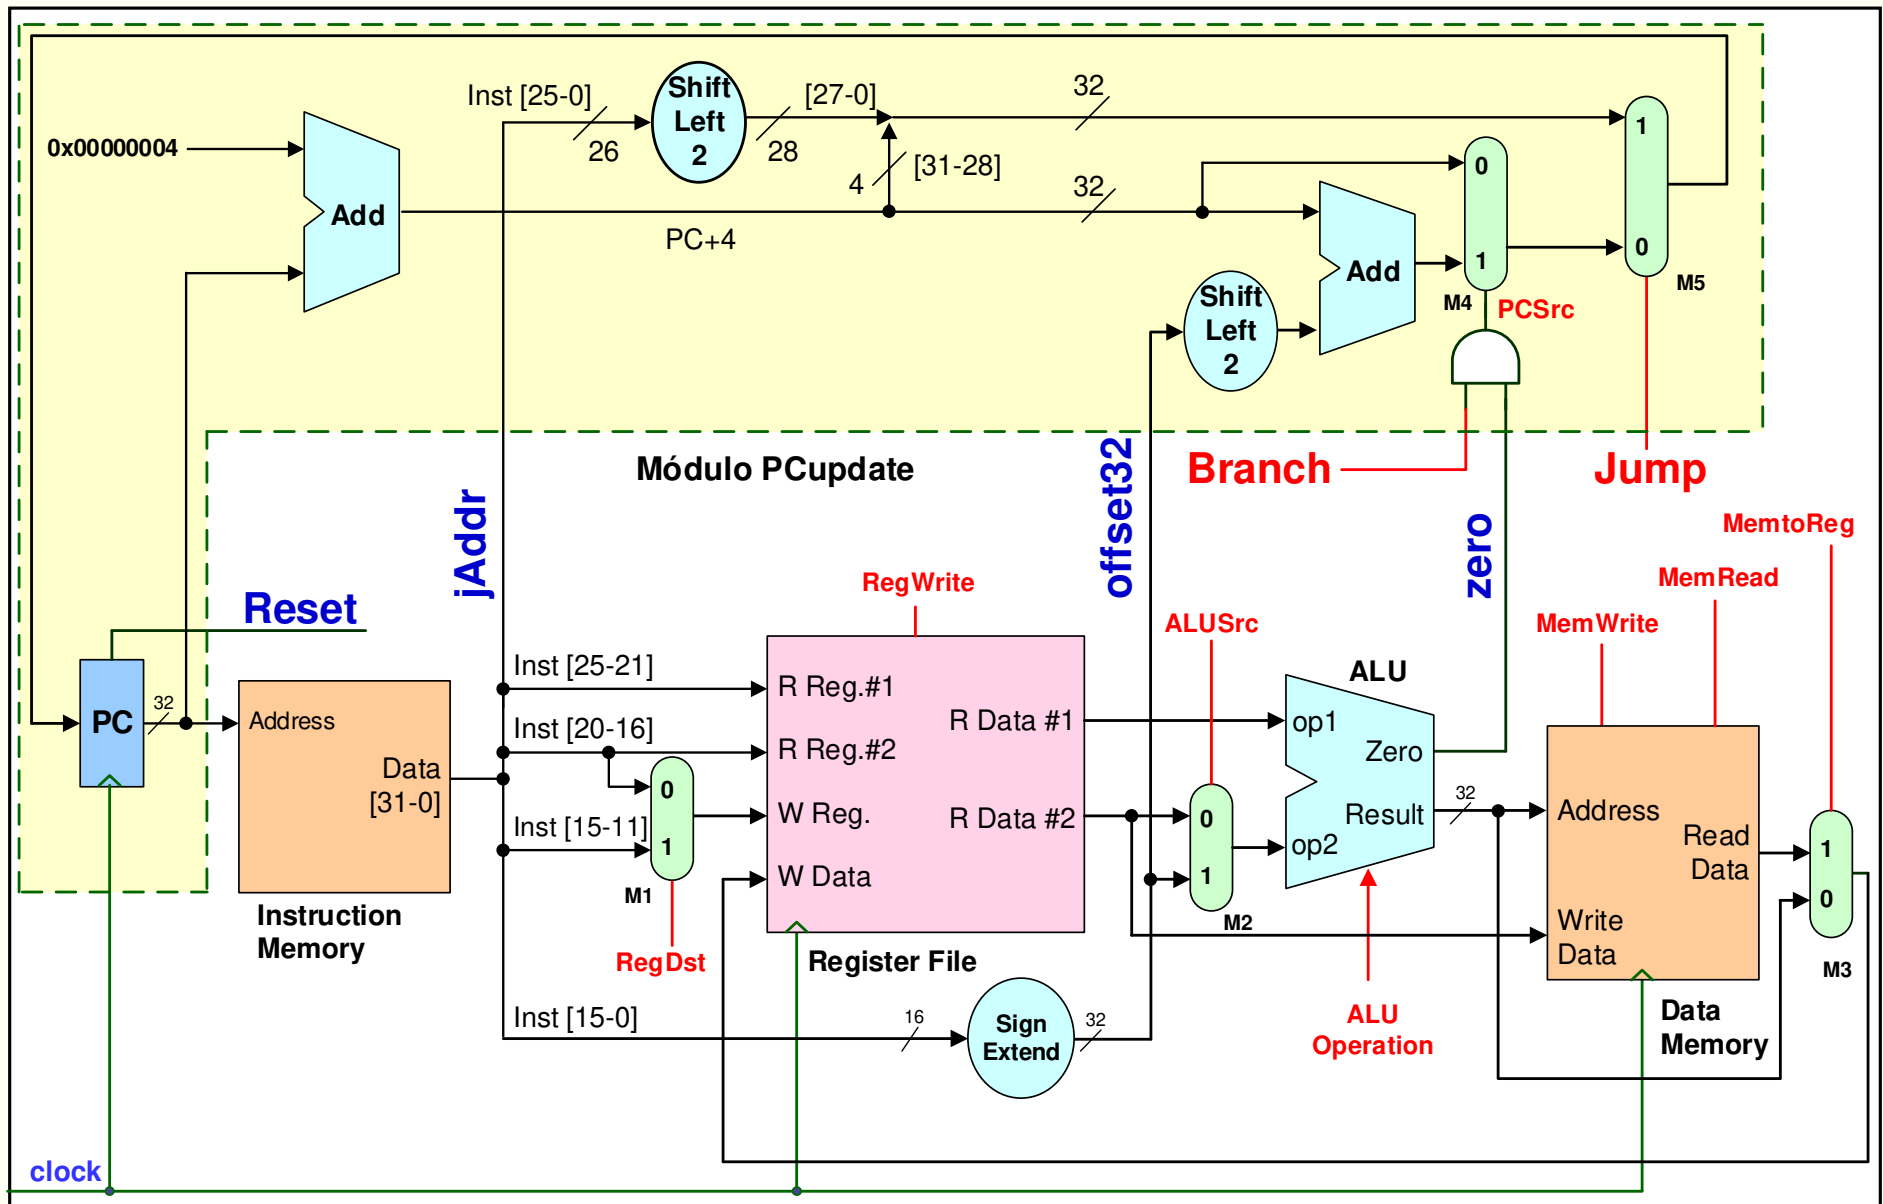 Inst [25-0]
26
Shift
Left
2
[27-0]
28
32
1
0x00000004
Add
4
[31-28]
32
0
PC+4
Add
1
0
M4
PCSrc
M5
Shift
Left
2
Módulo PCupdate
Branch
Jump
jAddr
offset32
zero
MemtoReg
MemRead
MemWrite
RegWrite
ALUSrc
Reset
ALU
PC
32
Address
Data
[31-0]
Instruction
Memory
Inst [25-21]
Inst [20-16]
Inst [15-11]
0
1
M1
RegDst
R Reg.#1
R Reg.#2
W Reg.
W Data
R Data #1
R Data #2
Register File
0
1
M2
op1
op2
Zero
Result
32
ALU
Operation
Address
Read
Data
Write
Data
Data
Memory
1
0
M3
Inst [15-0]
16
Sign
Extend
32
clock